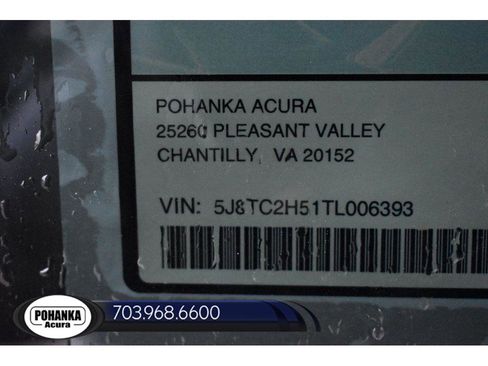 POHANKA ACURA
25260 PLEASANT VALLEY
CHANTILLY, VA 20152
VIN: 5J8TC2H51TL006393
POHANKA
Acura
703.968.6600